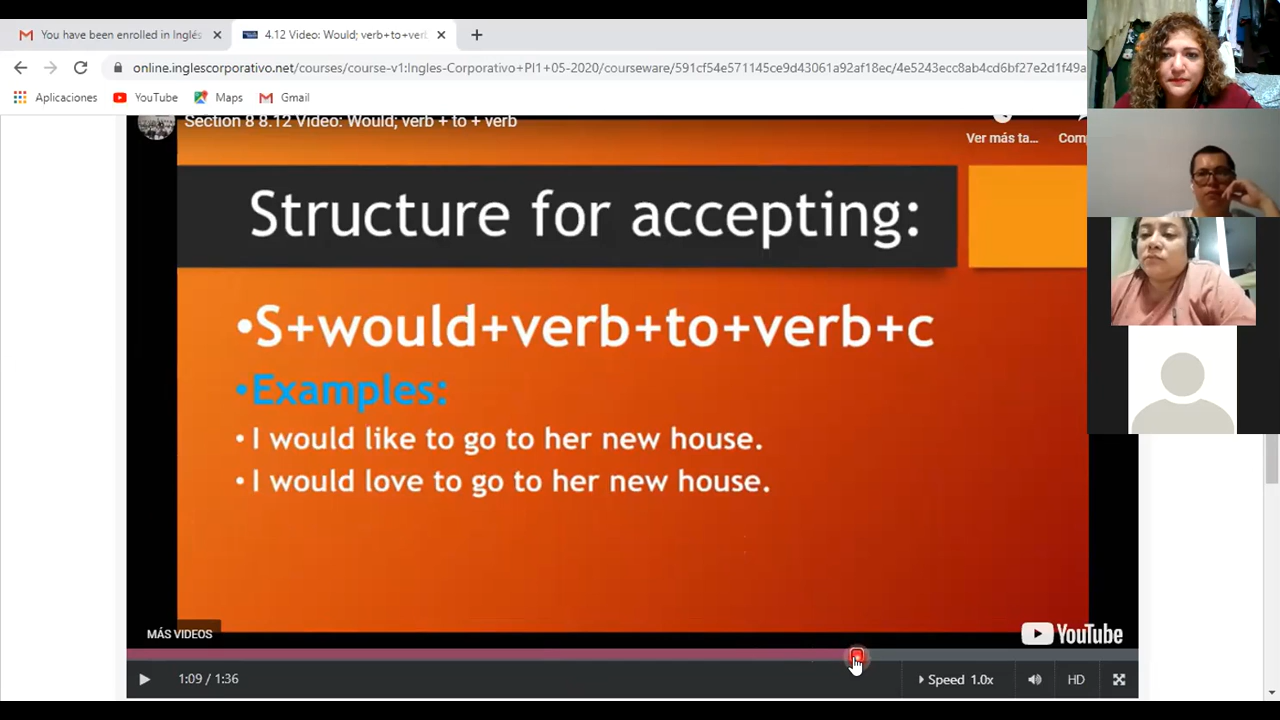 You have been enrolled in Inglés
4.12 Video: Would; verb+to+verb
online.inglescorporativo.net/courses/course-v1:Ingles-Corporativo+PI1+05-2020/courseware/591cf54e571145ce9d43061a92af18ec/4e5243ecc8ab4cd6bf27e2d1f49a
Aplicaciones
YouTube
Maps
Gmail
Section 8 8.12 Video: Would; verb + to + verb
Ver más ta...
Structure for accepting:
•S+would+verb+to+verb+c
•Examples:
• I would like to go to her new house.
• I would love to go to her new house.
MÁS VIDEOS
YouTube
1:09 / 1:36
Speed 1.0x
HD